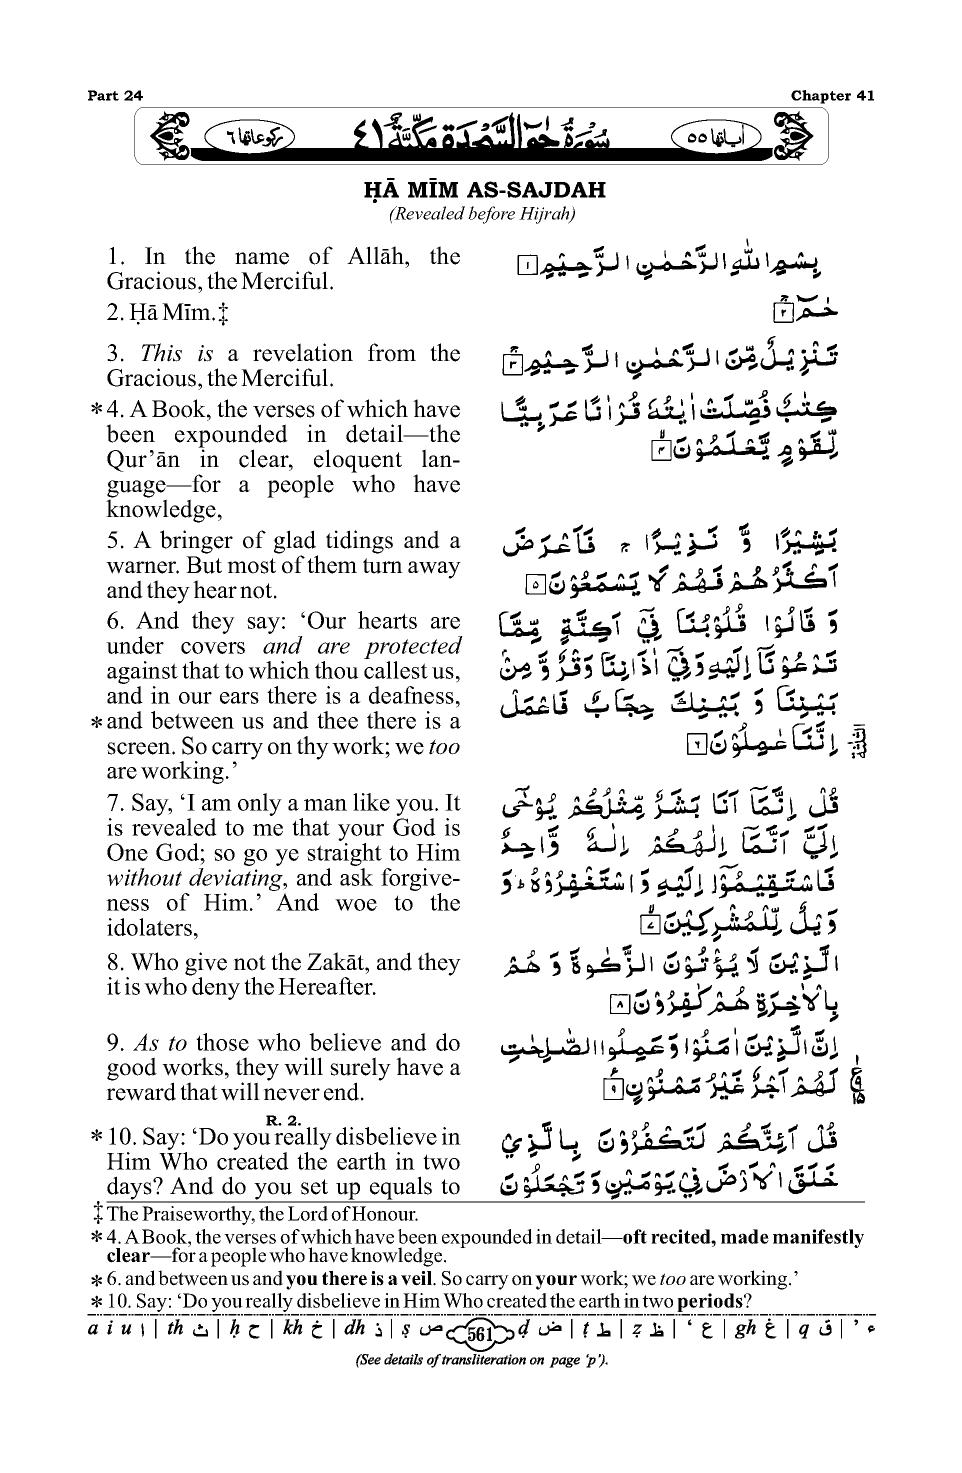 Part 24
Chapter 41
سُوْرَةُ حٰمٓ السَّجْدَةِ مَكِّيَّةٌ ٤١
HĀ MĪM AS-SAJDAH
(Revealed before Hijrah)
1. In the name of Allāh, the
Gracious, the Merciful.
2. Ḥā Mīm.‡
3. This is a revelation from the
Gracious, the Merciful.
*4. A Book, the verses of which have
been expounded in detail—the
Qur’ān in clear, eloquent lan-
guage—for a people who have
knowledge,
5. A bringer of glad tidings and a
warner. But most of them turn away
and they hear not.
6. And they say: ‘Our hearts are
under covers and are protected
against that to which thou callest us,
and in our ears there is a deafness,
*and between us and thee there is a
screen. So carry on thy work; we too
are working.’
7. Say, ‘I am only a man like you. It
is revealed to me that your God is
One God; so go ye straight to Him
without deviating, and ask forgive-
ness of Him.’ And woe to the
idolaters,
8. Who give not the Zakāt, and they
it is who deny the Hereafter.
9. As to those who believe and do
good works, they will surely have a
reward that will never end.
R. 2.
*10. Say: ‘Do you really disbelieve in
Him Who created the earth in two
days? And do you set up equals to
بِسْمِ اللّٰهِ الرَّحْمٰنِ الرَّحِيْمِ ١
حٰمٓ ٢
تَنْزِيْلٌ مِّنَ الرَّحْمٰنِ الرَّحِيْمِ ٣
كِتٰبٌ فُصِّلَتْ اٰيٰتُهٗ قُرْاٰنًا عَرَبِيًّا
لِّقَوْمٍ يَّعْلَمُوْنَ ٤
بَشِيْرًا وَّ نَذِيْرًا ۚ فَاَعْرَضَ
اَكْثَرُهُمْ فَهُمْ لَا يَسْمَعُوْنَ ٥
وَ قَالُوْا قُلُوْبُنَا فِيْٓ اَكِنَّةٍ مِّمَّا
تَدْعُوْنَآ اِلَيْهِ وَ فِيْٓ اٰذَانِنَا وَقْرٌ وَّ مِنْۢ
بَيْنِنَا وَ بَيْنِكَ حِجَابٌ فَاعْمَلْ
اِنَّنَا عٰمِلُوْنَ ٦
قُلْ اِنَّمَآ اَنَا بَشَرٌ مِّثْلُكُمْ يُوْحٰٓى
اِلَيَّ اَنَّمَآ اِلٰهُكُمْ اِلٰهٌ وَّاحِدٌ
فَاسْتَقِيْمُوْٓا اِلَيْهِ وَ اسْتَغْفِرُوْهُ ؕ وَ
وَيْلٌ لِّلْمُشْرِكِيْنَ ٧
الَّذِيْنَ لَا يُؤْتُوْنَ الزَّكٰوةَ وَ هُمْ
بِالْاٰخِرَةِ هُمْ كٰفِرُوْنَ ٨
اِنَّ الَّذِيْنَ اٰمَنُوْا وَ عَمِلُوا الصّٰلِحٰتِ
لَهُمْ اَجْرٌ غَيْرُ مَمْنُوْنٍ ٩
قُلْ اَئِنَّكُمْ لَتَكْفُرُوْنَ بِالَّذِيْ
خَلَقَ الْاَرْضَ فِيْ يَوْمَيْنِ وَ تَجْعَلُوْنَ
‡ The Praiseworthy, the Lord of Honour.
* 4. A Book, the verses of which have been expounded in detail—oft recited, made manifestly
clear—for a people who have knowledge.
* 6. and between us and you there is a veil. So carry on your work; we too are working.’
* 10. Say: ‘Do you really disbelieve in Him Who created the earth in two periods?
a i u ا | th ث | ḥ ح | kh خ | dh ذ | ṣ ص 561 ḍ ض | ṭ ط | ẓ ظ | ‘ ع | gh غ | q ق | ’ ء
(See details of transliteration on page ‘p’).